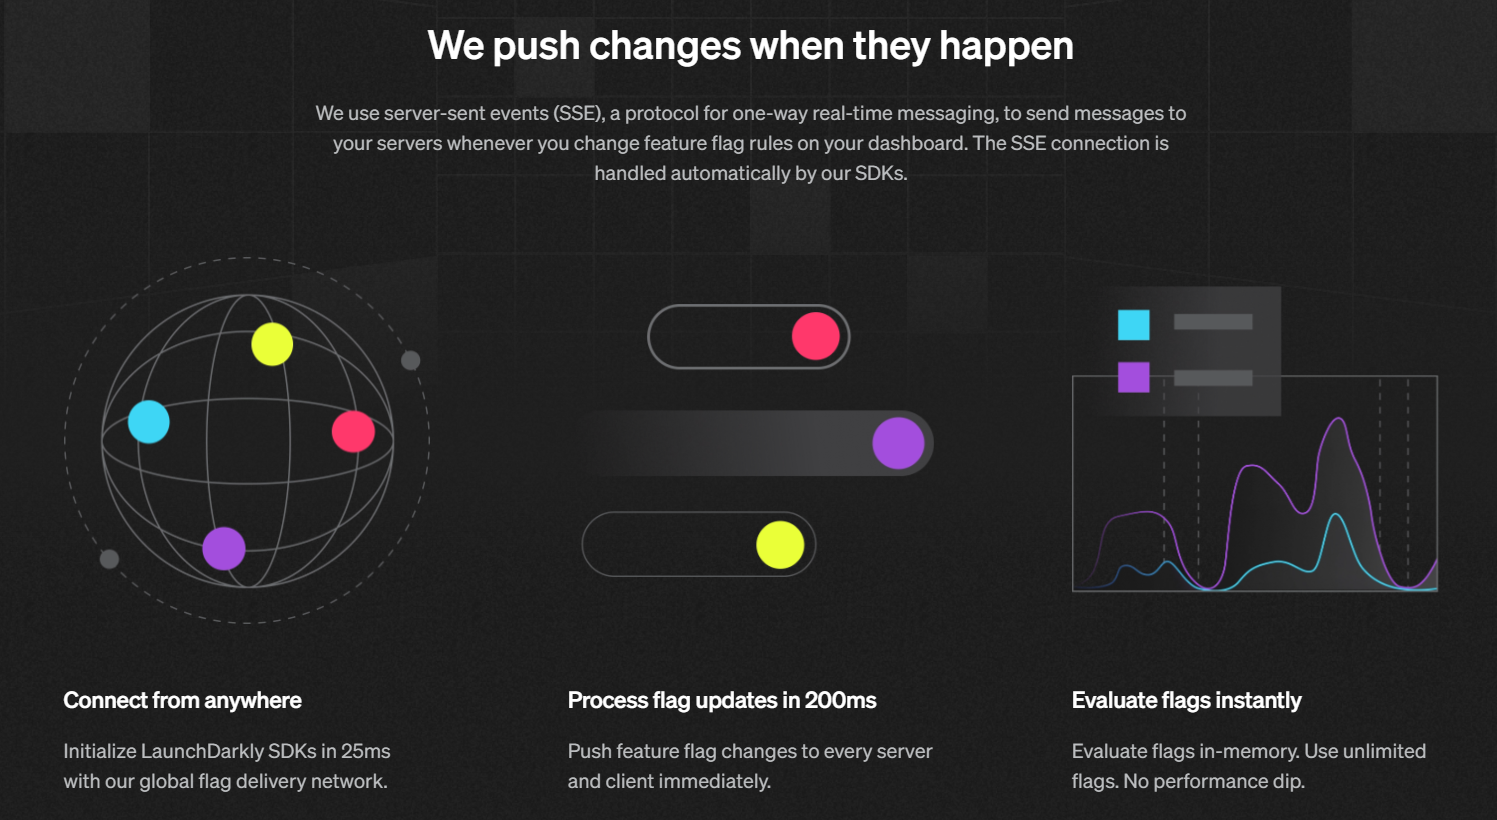 We push changes when they happen
We use server-sent events (SSE), a protocol for one-way real-time messaging, to send messages to
your servers whenever you change feature flag rules on your dashboard. The SSE connection is
handled automatically by our SDKs.
Connect from anywhere
Initialize LaunchDarkly SDKs in 25ms
with our global flag delivery network.
Process flag updates in 200ms
Push feature flag changes to every server
and client immediately.
Evaluate flags instantly
Evaluate flags in-memory. Use unlimited
flags. No performance dip.